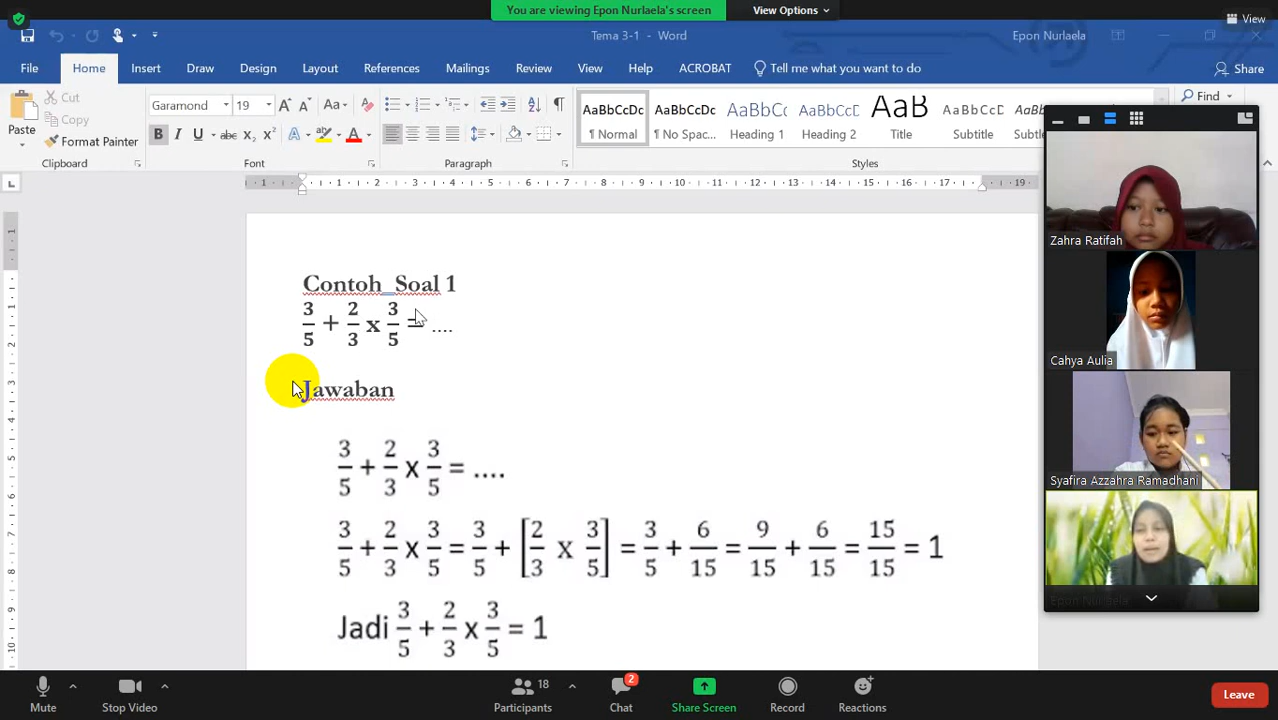 You are viewing Epon Nurlaela's screen
View Options
View
Tema 3-1 - Word
Epon Nurlaela
File Home Insert Draw Design Layout References Mailings Review View Help ACROBAT Tell me what you want to do Share
Paste
Cut
Copy
Format Painter
Garamond 19
AaBbCcDc AaBbCcDc AaBbCc AaBbCcC AaB AaBbCcC
¶ Normal ¶ No Spac... Heading 1 Heading 2 Title Subtitle
Find
Clipboard Font Paragraph Styles
Contoh Soal 1
3/5 + 2/3 x 3/5 = ....
Jawaban
3/5 + 2/3 x 3/5 = ....
3/5 + 2/3 x 3/5 = 3/5 + [2/3 x 3/5] = 3/5 + 6/15 = 9/15 + 6/15 = 15/15 = 1
Jadi 3/5 + 2/3 x 3/5 = 1
Zahra Ratifah
Cahya Aulia
Syafira Azzahra Ramadhani
Epon Nurlaela
Mute
Stop Video
18
Participants
2
Chat
Share Screen
Record
Reactions
Leave